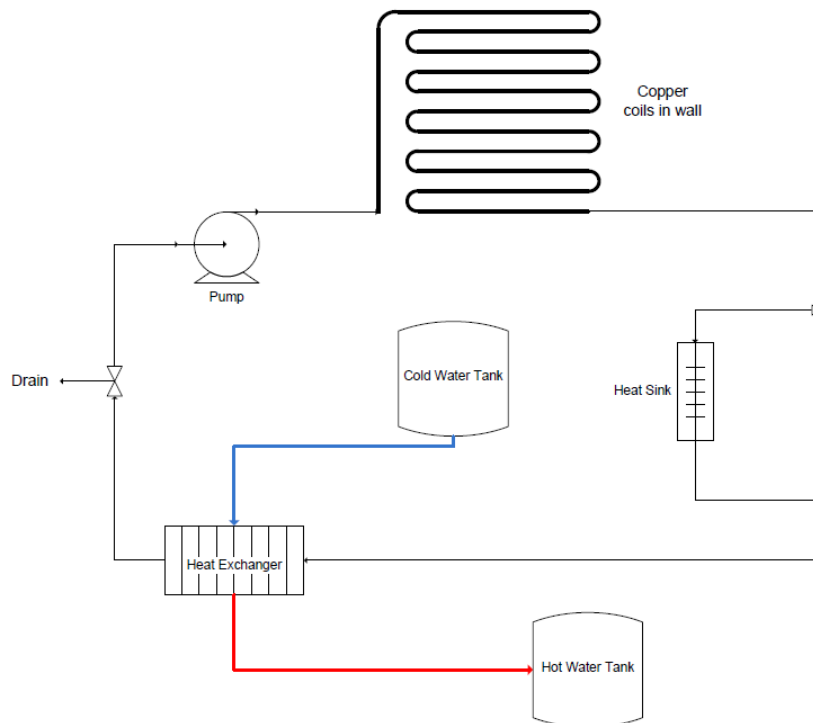 Copper
coils in wall
Pump
Cold Water Tank
Drain
Heat Sink
Heat Exchanger
Hot Water Tank